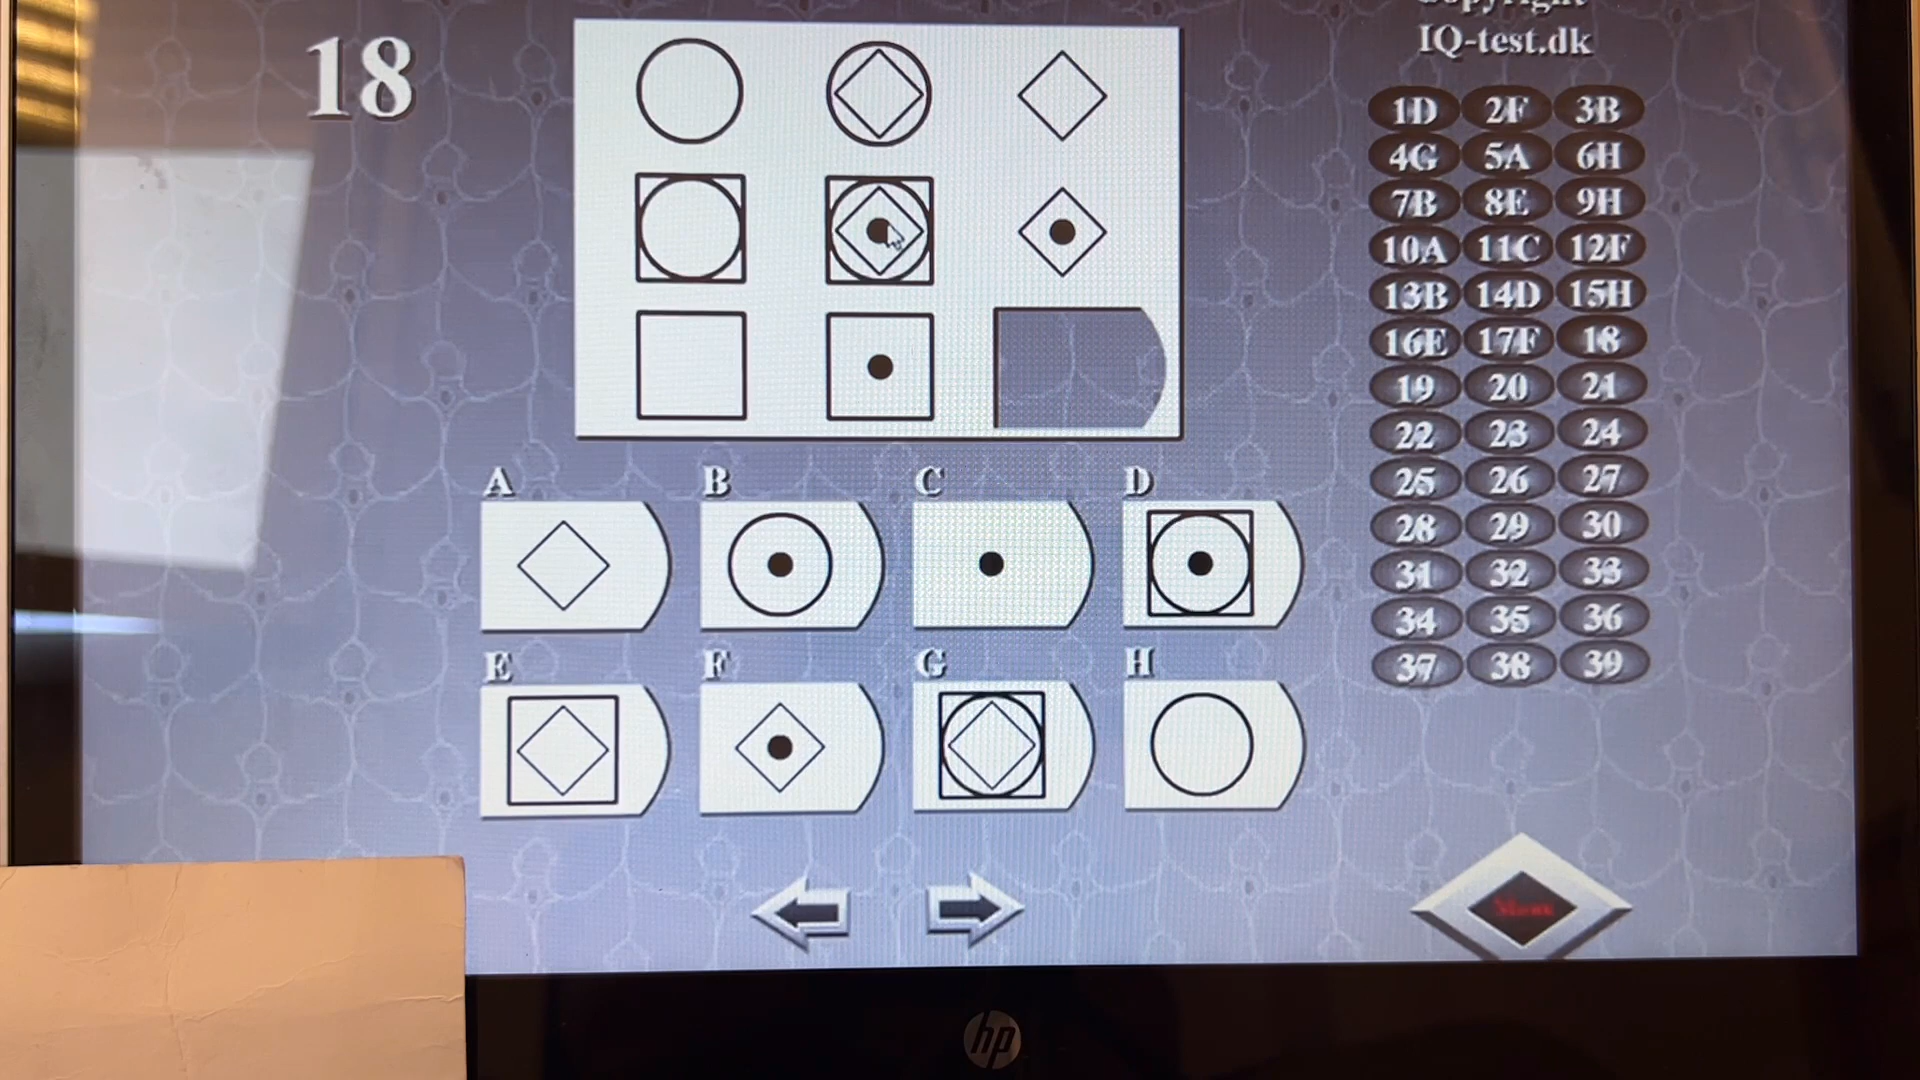 Copyright
IQ-test.dk
18
1D 2F 3B
4G 5A 6H
7B 8E 9H
10A 11C 12F
13B 14D 15H
16E 17F 18
19 20 21
22 23 24
25 26 27
28 29 30
31 32 33
34 35 36
37 38 39
A B C D
E F G H
hp